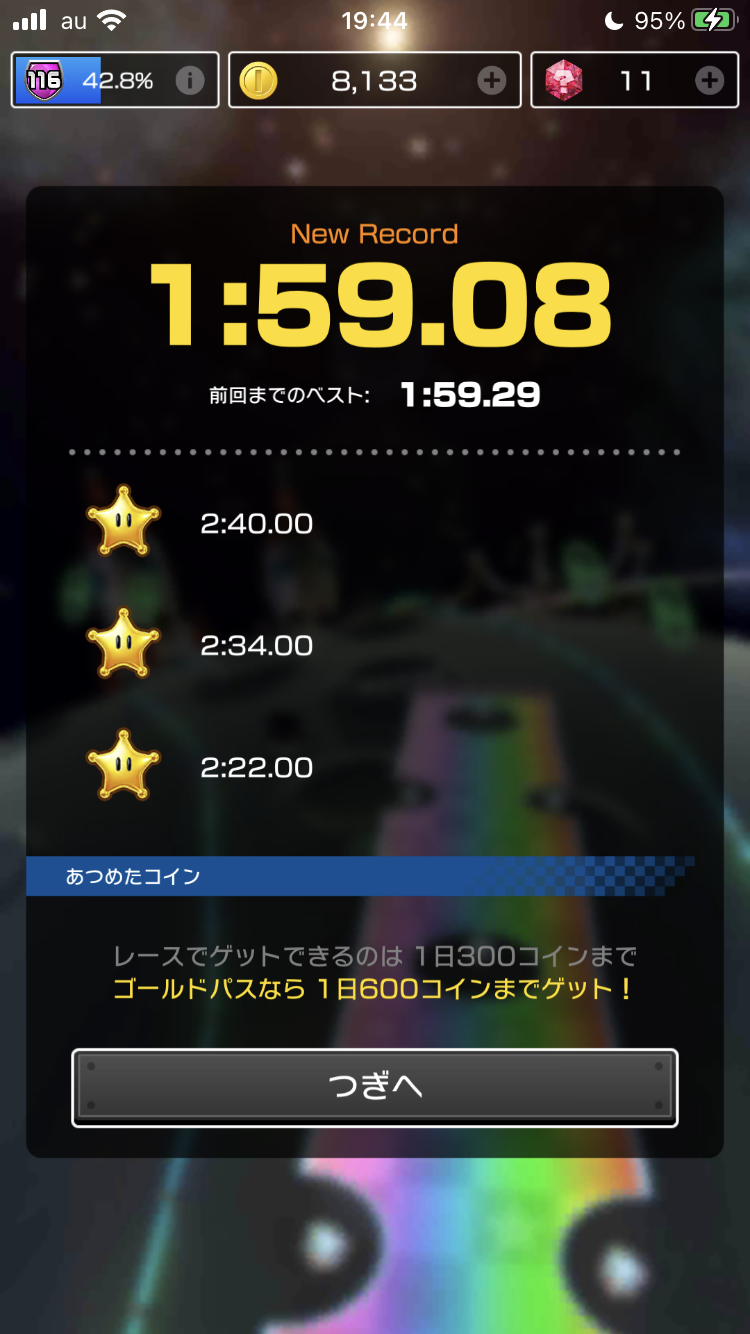 au 19:44 95%
116 42.8% 8,133 11
New Record
1:59.08
前回までのベスト: 1:59.29
2:40.00
2:34.00
2:22.00
あつめたコイン
レースでゲットできるのは 1日300コインまで
ゴールドパスなら 1日600コインまでゲット！
つぎへ